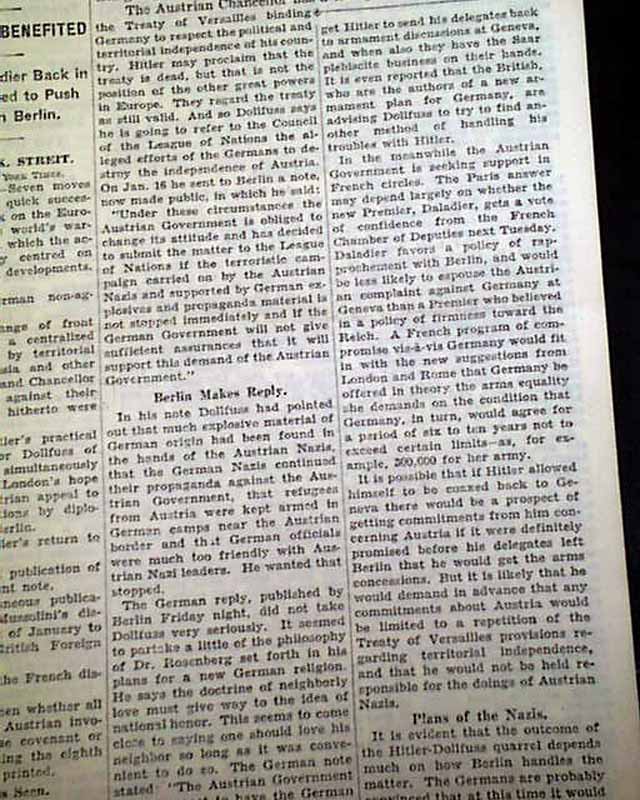 BENEFITED
dier Back in
ed to Push
n Berlin.
K. STREIT.
YORK TIMES.
—Seven moves
quick succes-
k on the Euro-
world's war-
which the ac-
y centred on
developments.
rman non-ag-
ange of front
a centralized
by territorial
sia and other
and Chancellor
against their
hitherto were
ler's practical
or Dollfuss of
simultaneously
London's hope
trian appeal to
ions by diplo-
erlin.
ler's return to
publication of
nt note.
neous publica-
Mussolini's dis-
of January to
British Foreign
the French dis-
een whether all
Austrian invo-
e covenant or
ing the eighth
printed.
s Seen.
The Austrian Chancellor has a
the Treaty of Versailles binding
Germany to respect the political and
territorial independence of his coun-
try. Hitler may proclaim that the
treaty is dead, but that is not the
position of the other great powers
in Europe. They regard the treaty
as still valid. And so Dollfuss says
he is going to refer to the Council
of the League of Nations the al-
leged efforts of the Germans to de-
stroy the independence of Austria.
On Jan. 16 he sent to Berlin a note,
now made public, in which he said:
"Under these circumstances the
Austrian Government is obliged to
change its attitude and has decided
to submit the matter to the League
of Nations if the terroristic cam-
paign carried on by the Austrian
Nazis and supported by German ex-
plosives and propaganda material is
not stopped immediately and if the
German Government will not give
sufficient assurances that it will
support this demand of the Austrian
Government."
Berlin Makes Reply.
In his note Dollfuss had pointed
out that much explosive material of
German origin had been found in
the hands of the Austrian Nazis,
that the German Nazis continued
their propaganda against the Aus-
trian Government, that refugees
from Austria were kept armed in
German camps near the Austrian
border and that German officials
were much too friendly with Aus-
trian Nazi leaders. He wanted that
stopped.
The German reply, published by
Berlin Friday night, did not take
Dollfuss very seriously. It seemed
to partake a little of the philosophy
of Dr. Rosenberg set forth in his
plans for a new German religion.
He says the doctrine of neighborly
love must give way to the idea of
national honor. This seems to come
close to saying one should love his
neighbor so long as it was conve-
nient to do so. The German note
stated: "The Austrian Government
to have the German
get Hitler to send his delegates back
to armament discussions at Geneva,
and when also they have the Saar
plebiscite business on their hands.
It is even reported that the British,
who are the authors of a new ar-
mament plan for Germany, are
advising Dollfuss to try to find an-
other method of handling his
troubles with Hitler.
In the meanwhile the Austrian
Government is seeking support in
French circles. The Paris answer
may depend largely on whether the
new Premier, Daladier, gets a vote
of confidence from the French
Chamber of Deputies next Tuesday.
Daladier favors a policy of rap-
prochement with Berlin, and would
be less likely to espouse the Austri-
an complaint against Germany at
Geneva than a Premier who believed
in a policy of firmness toward the
Reich. A French program of com-
promise vis-à-vis Germany would fit
in with the new suggestions from
London and Rome that Germany be
offered in theory the arms equality
she demands on the condition that
Germany, in turn, would agree for
a period of six to ten years not to
exceed certain limits—as, for ex-
ample, 300,000 for her army.
It is possible that if Hitler allowed
himself to be coaxed back to Ge-
neva there would be a prospect of
getting commitments from him con-
cerning Austria if it were definitely
promised before his delegates left
Berlin that he would get the arms
concessions. But it is likely that he
would demand in advance that any
commitments about Austria would
be limited to a repetition of the
Treaty of Versailles provisions re-
garding territorial independence,
and that he would not be held re-
sponsible for the doings of Austrian
Nazis.
Plans of the Nazis.
It is evident that the outcome of
the Hitler-Dollfuss quarrel depends
much on how Berlin handles the
matter. The Germans are probably
convinced that at this time it would